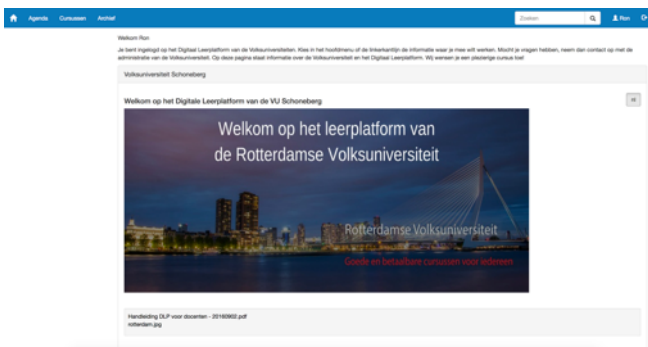 Agenda Cursussen Archief Zoeken Ron
Welkom Ron
Je bent ingelogd op het Digitaal Leerplatform van de Volksuniversiteiten. Kies in het hoofdmenu of de linkerkantlijn de informatie waar je mee wilt werken. Mocht je vragen hebben, neem dan contact op met de
administratie van de Volksuniversiteit. Op deze pagina staat informatie over de Volksuniversiteit en het Digitaal Leerplatform. Wij wensen je een plezierige cursus toe!
Volksuniversiteit Schoneberg
Welkom op het Digitale Leerplatform van de VU Schoneberg
Welkom op het leerplatform van
de Rotterdamse Volksuniversiteit
Rotterdamse Volksuniversiteit
Goede en betaalbare cursussen voor iedereen
Handleiding DLP voor docenten - 20160902.pdf
rotterdam.jpg